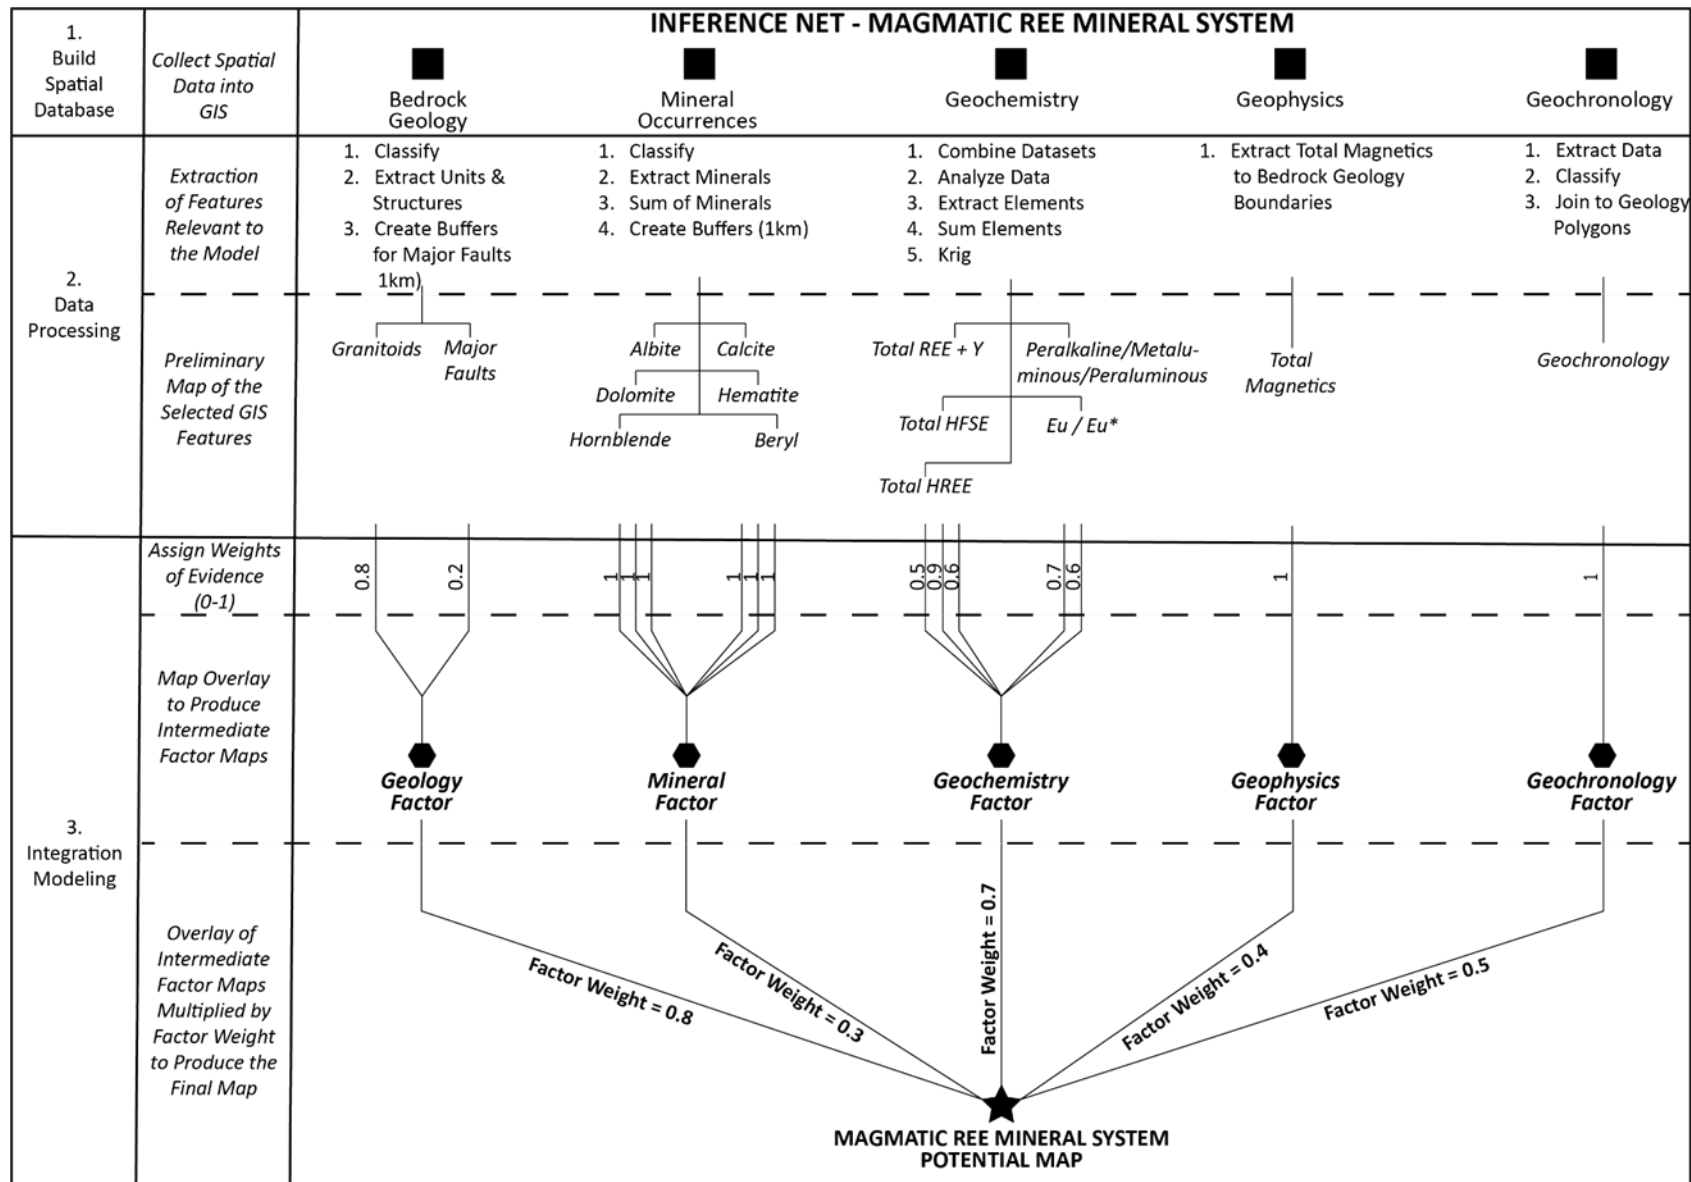 INFERENCE NET - MAGMATIC REE MINERAL SYSTEM
1.
Build
Spatial
Database
Collect Spatial
Data into
GIS
Bedrock
Geology
Mineral
Occurrences
Geochemistry
Geophysics
Geochronology
2.
Data
Processing
Extraction
of Features
Relevant to
the Model
1. Classify
2. Extract Units &
Structures
3. Create Buffers
for Major Faults
1km)
1. Classify
2. Extract Minerals
3. Sum of Minerals
4. Create Buffers (1km)
1. Combine Datasets
2. Analyze Data
3. Extract Elements
4. Sum Elements
5. Krig
1. Extract Total Magnetics
to Bedrock Geology
Boundaries
1. Extract Data
2. Classify
3. Join to Geology
Polygons
Preliminary
Map of the
Selected GIS
Features
Granitoids
Major
Faults
Albite
Calcite
Dolomite
Hematite
Hornblende
Beryl
Total REE + Y
Peralkaline/Metalu-
minous/Peraluminous
Total HFSE
Eu / Eu*
Total HREE
Total
Magnetics
Geochronology
3.
Integration
Modeling
Assign Weights
of Evidence
(0-1)
0.8
0.2
1
1
1
1
1
1
0.5
0.9
0.6
0.7
0.6
1
1
Map Overlay
to Produce
Intermediate
Factor Maps
Geology
Factor
Mineral
Factor
Geochemistry
Factor
Geophysics
Factor
Geochronology
Factor
Overlay of
Intermediate
Factor Maps
Multiplied by
Factor Weight
to Produce the
Final Map
Factor Weight = 0.8
Factor Weight = 0.3
Factor Weight = 0.7
Factor Weight = 0.4
Factor Weight = 0.5
MAGMATIC REE MINERAL SYSTEM
POTENTIAL MAP